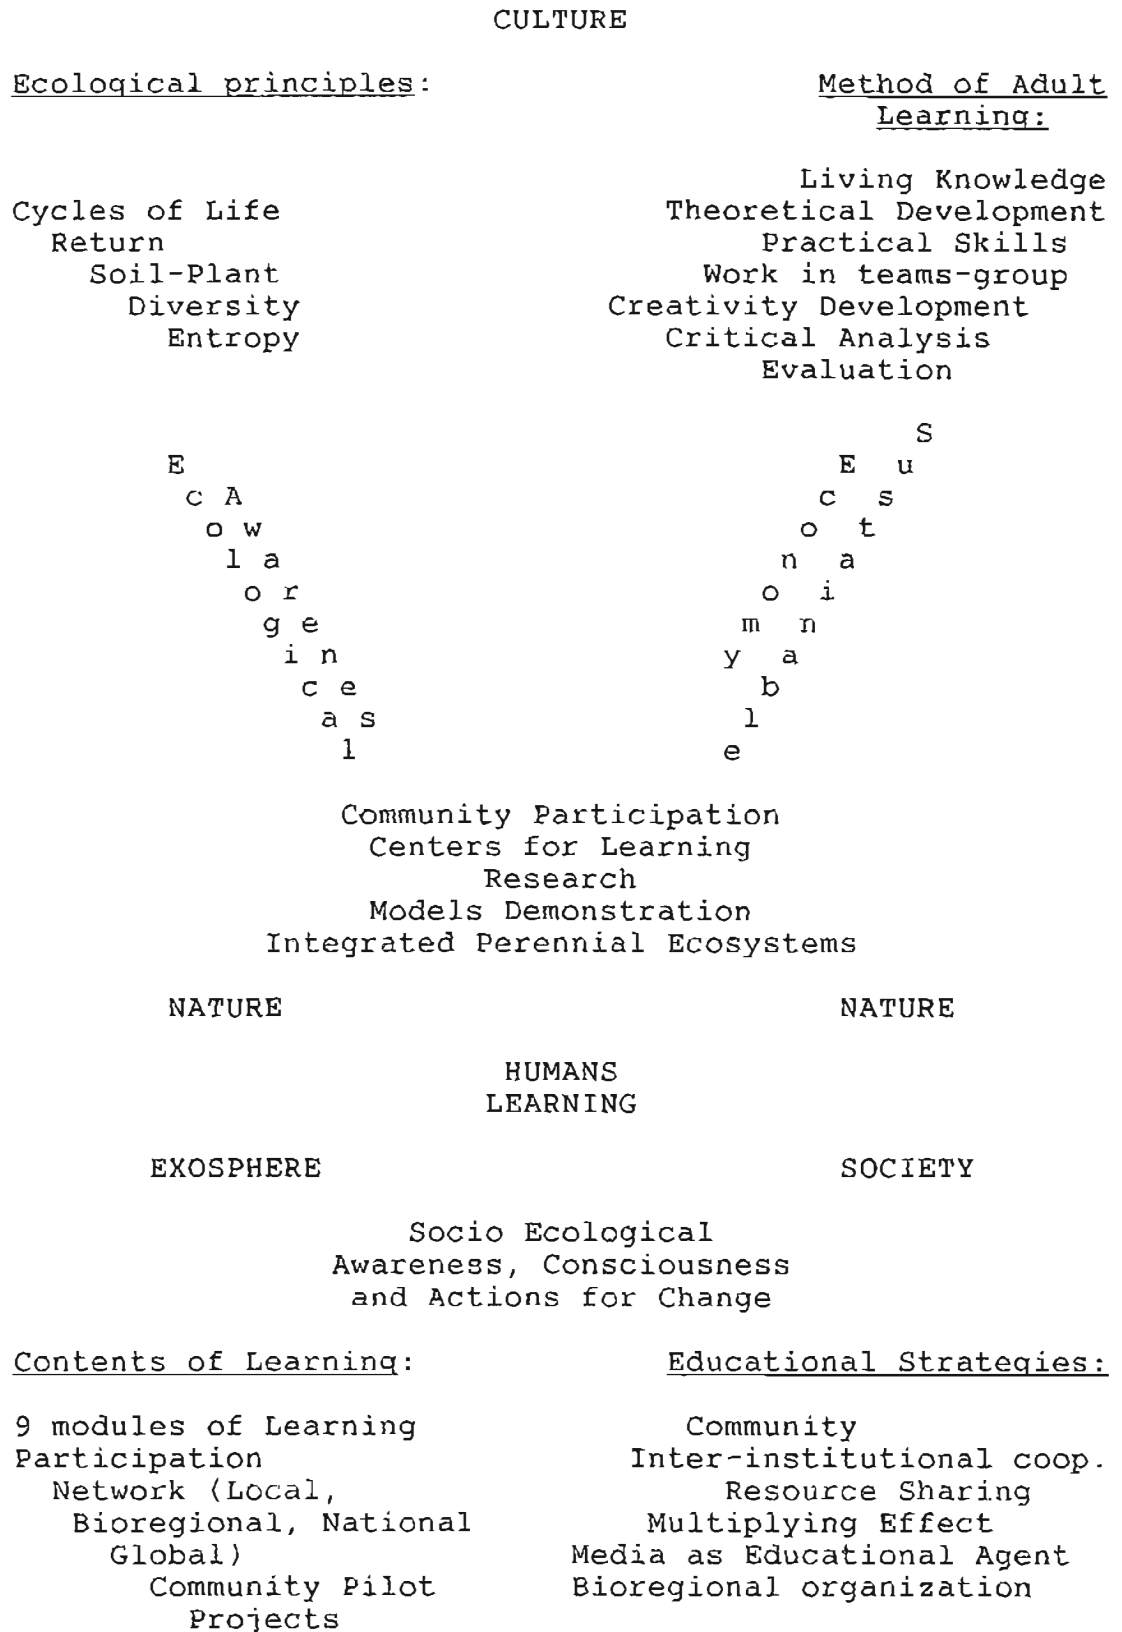 CULTURE
Ecological principles:
Cycles of Life
Return
Soil-Plant
Diversity
Entropy
Method of Adult
Learning:
Living Knowledge
Theoretical Development
Practical Skills
Work in teams-group
Creativity Development
Critical Analysis
Evaluation
Ecological
Awarenes
Sustainable
Economy
Community Participation
Centers for Learning
Research
Models Demonstration
Integrated Perennial Ecosystems
NATURE
NATURE
HUMANS
LEARNING
EXOSPHERE
SOCIETY
Socio Ecological
Awareness, Consciousness
and Actions for Change
Contents of Learning:
9 modules of Learning
Participation
Network (Local,
Bioregional, National
Global)
Community Pilot
Projects
Educational Strategies:
Community
Inter-institutional coop.
Resource Sharing
Multiplying Effect
Media as Educational Agent
Bioregional organization